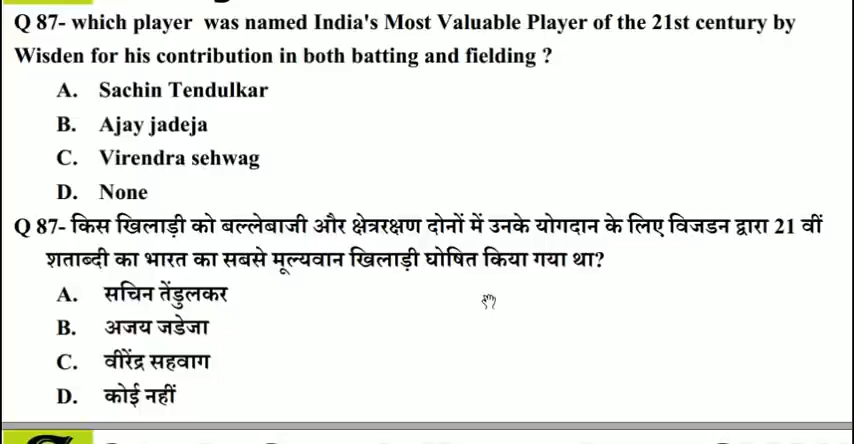 Q 87- which player was named India's Most Valuable Player of the 21st century by
Wisden for his contribution in both batting and fielding ?
A. Sachin Tendulkar
B. Ajay jadeja
C. Virendra sehwag
D. None
Q 87- किस खिलाड़ी को बल्लेबाजी और क्षेत्ररक्षण दोनों में उनके योगदान के लिए विजडन द्वारा 21 वीं
शताब्दी का भारत का सबसे मूल्यवान खिलाड़ी घोषित किया गया था?
A. सचिन तेंडुलकर
B. अजय जडेजा
C. वीरेंद्र सहवाग
D. कोई नहीं